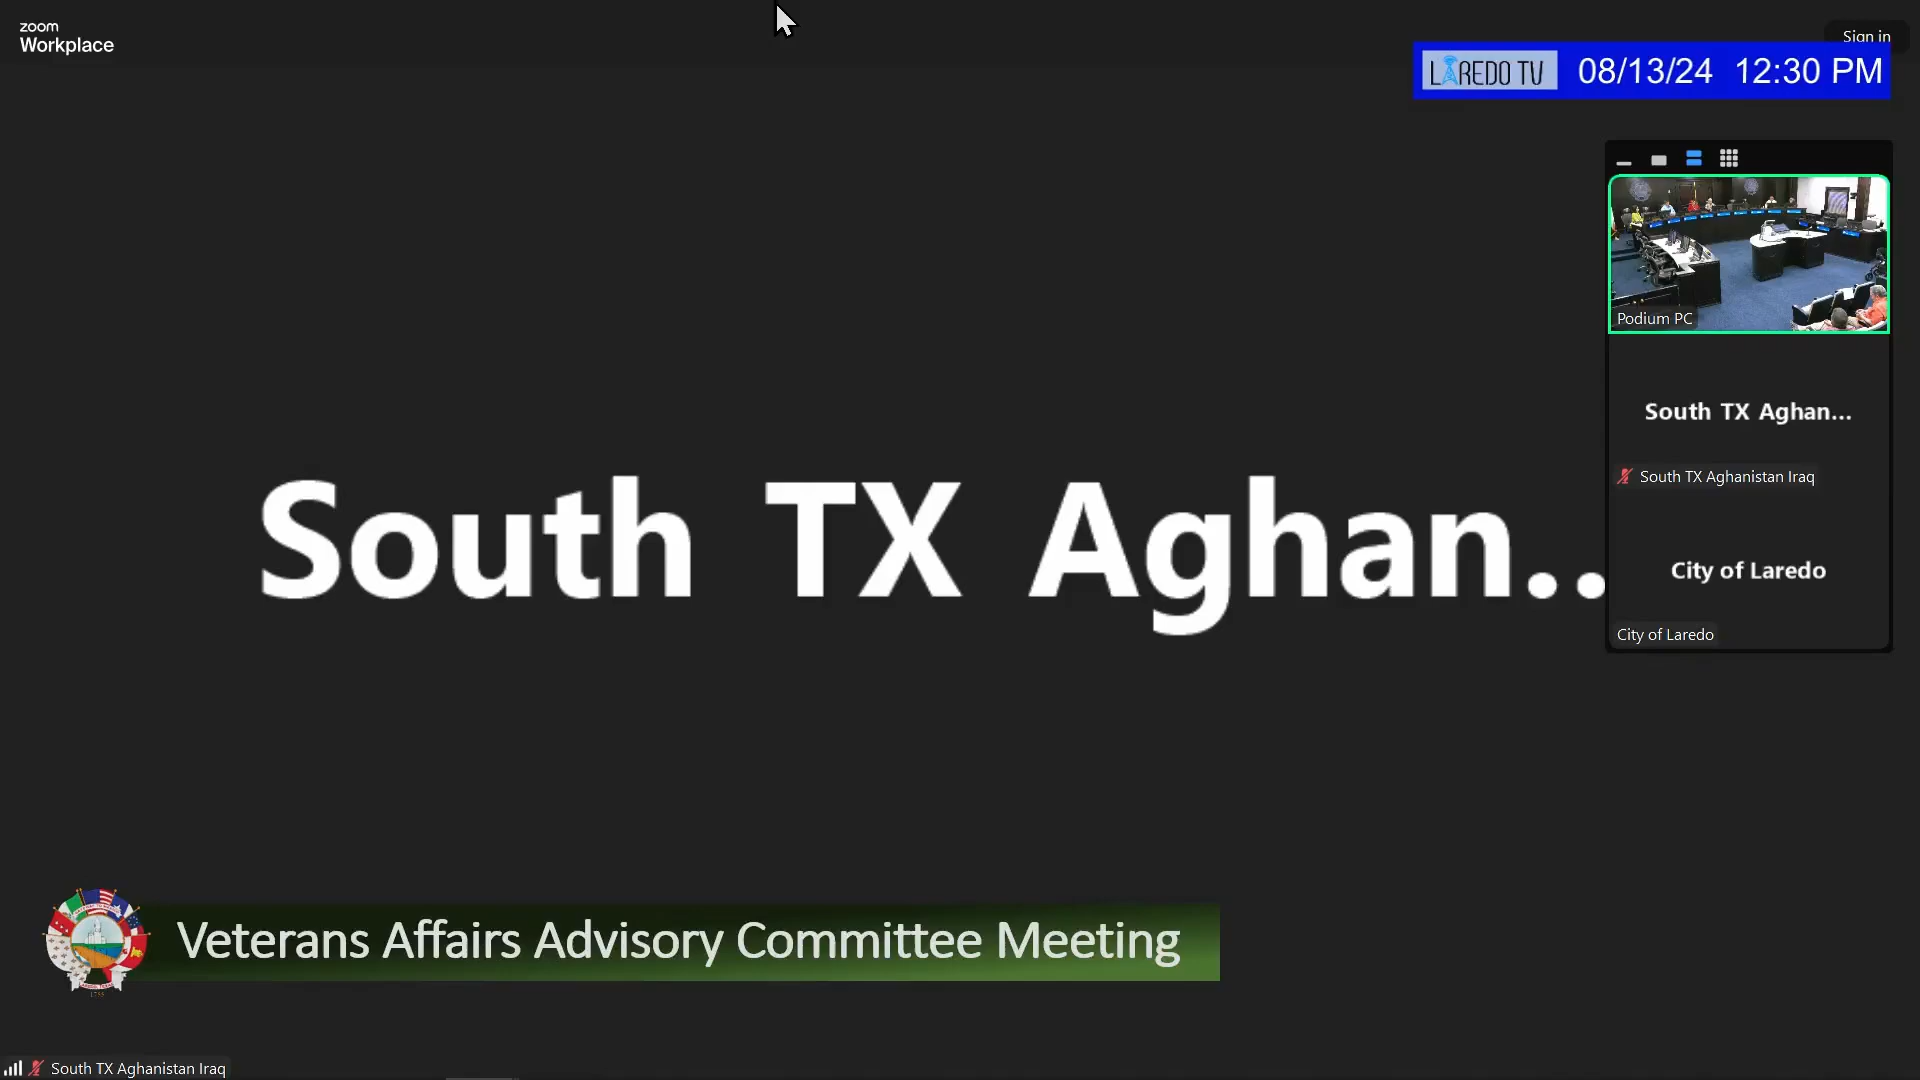 zoom
Workplace
Sign in
LAREDO TV 08/13/24 12:30 PM
Podium PC
South TX Aghan...
South TX Aghanistan Iraq
City of Laredo
City of Laredo
South TX Aghan..
Veterans Affairs Advisory Committee Meeting
1755
South TX Aghanistan Iraq